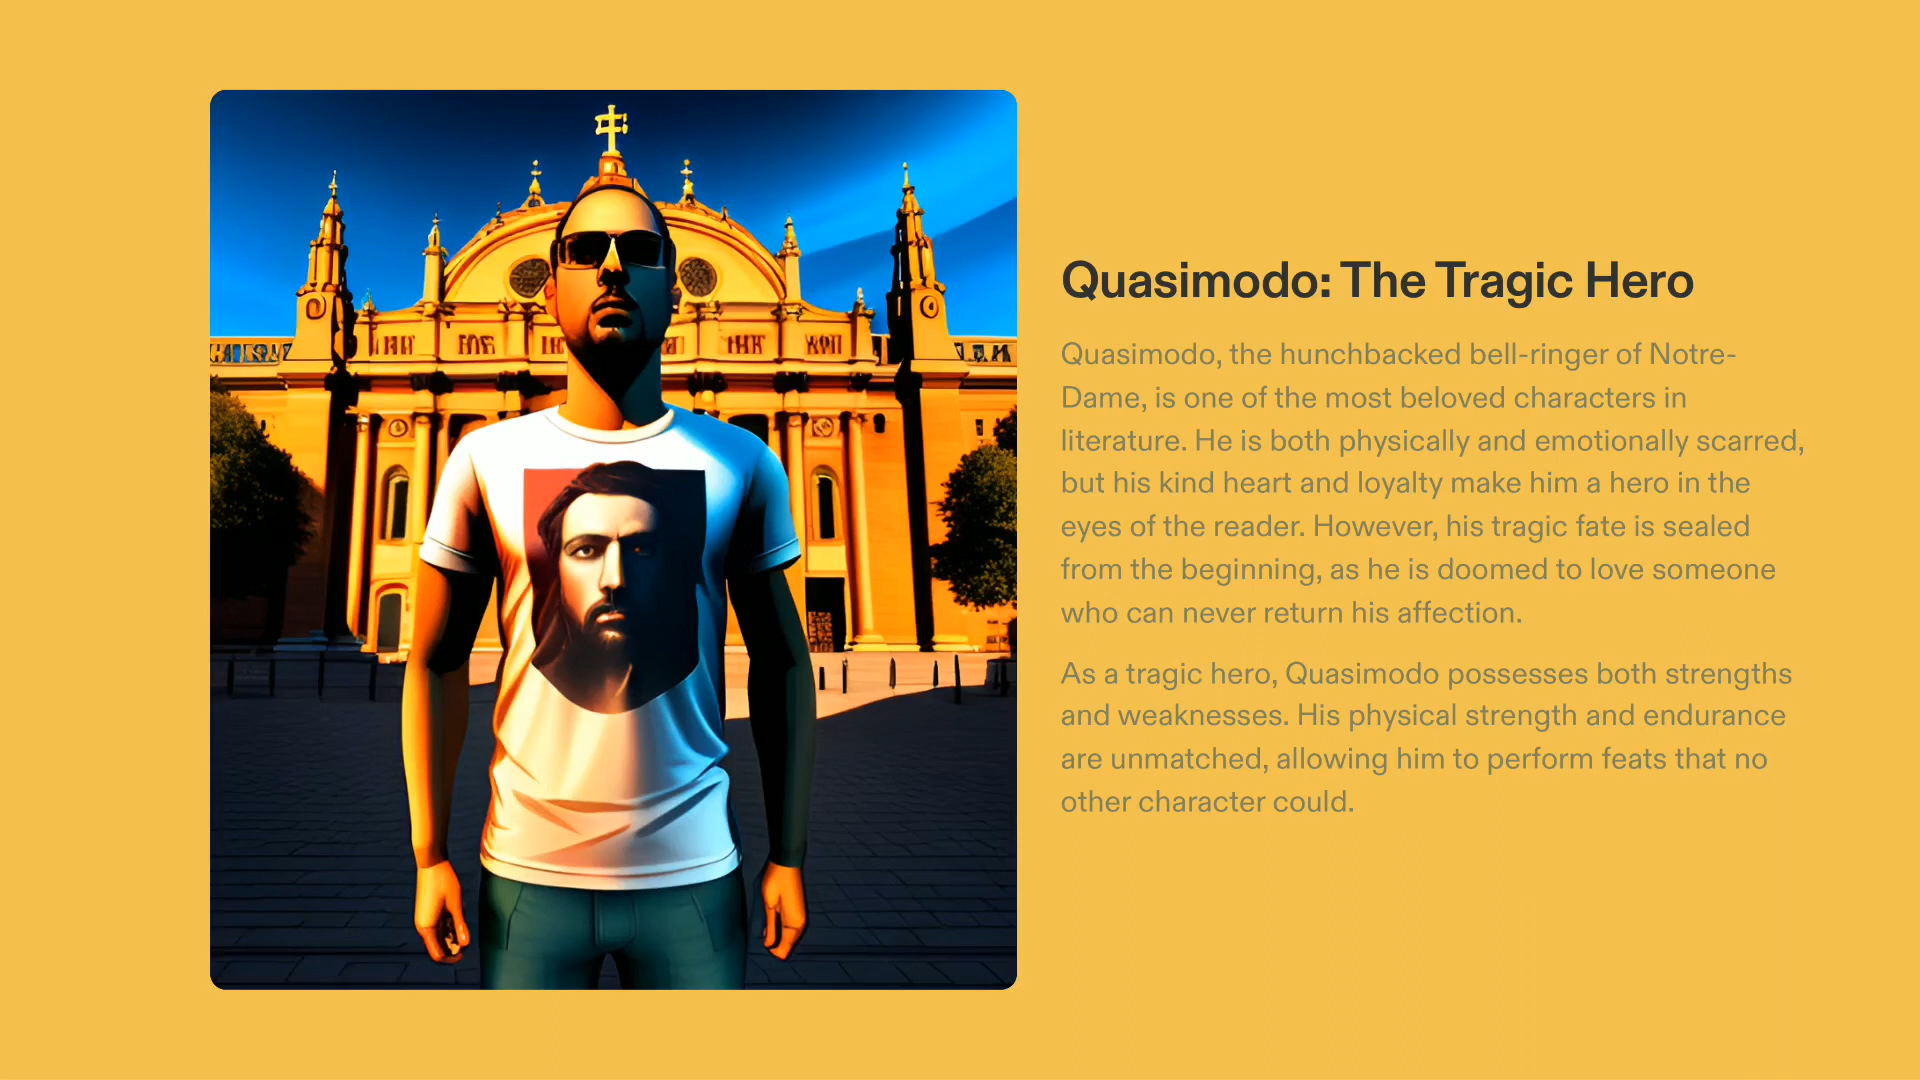 Quasimodo: The Tragic Hero
Quasimodo, the hunchbacked bell-ringer of Notre-
Dame, is one of the most beloved characters in
literature. He is both physically and emotionally scarred,
but his kind heart and loyalty make him a hero in the
eyes of the reader. However, his tragic fate is sealed
from the beginning, as he is doomed to love someone
who can never return his affection.
As a tragic hero, Quasimodo possesses both strengths
and weaknesses. His physical strength and endurance
are unmatched, allowing him to perform feats that no
other character could.